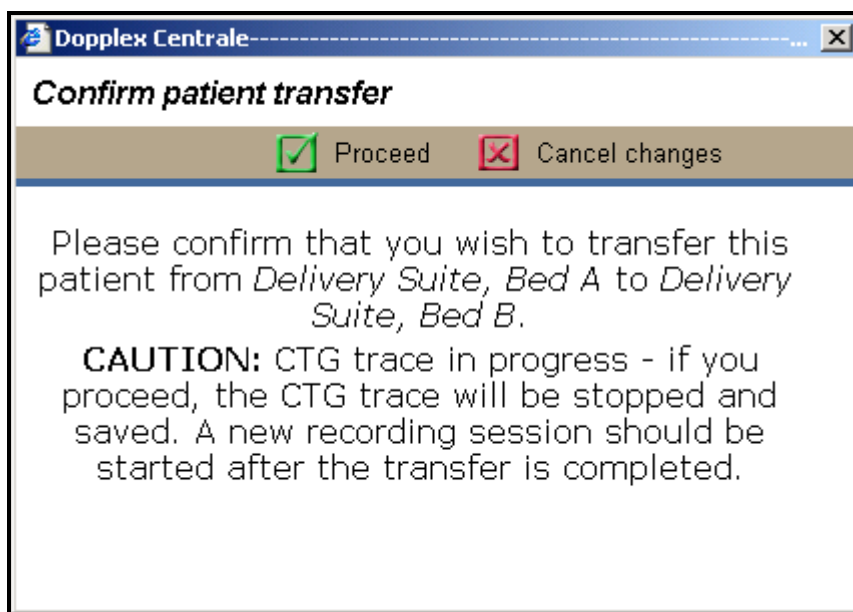 Dopplex Centrale-------------------------------------------------------...
Confirm patient transfer
Proceed Cancel changes
Please confirm that you wish to transfer this
patient from Delivery Suite, Bed A to Delivery
Suite, Bed B.
CAUTION: CTG trace in progress - if you
proceed, the CTG trace will be stopped and
saved. A new recording session should be
started after the transfer is completed.